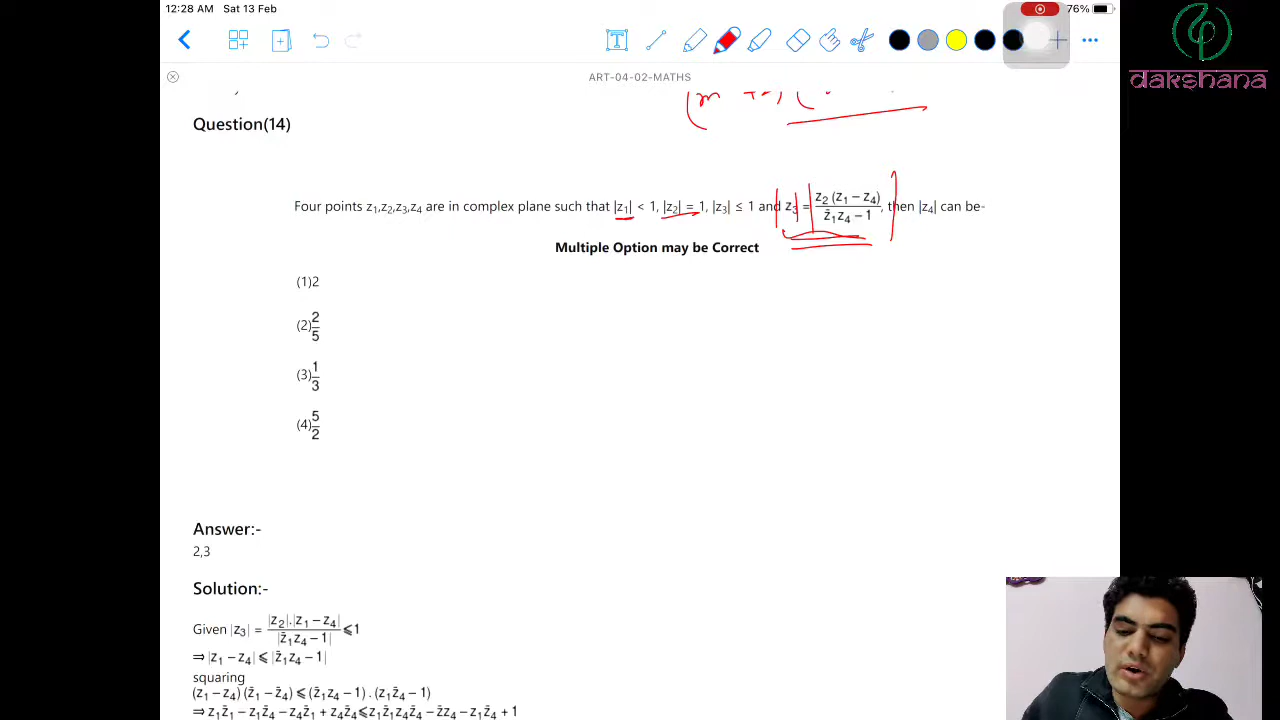 12:28 AM Sat 13 Feb
76%
dakshana
ART-04-02-MATHS
Question(14)
Four points z₁,z₂,z₃,z₄ are in complex plane such that |z₁| < 1, |z₂| = 1, |z₃| ≤ 1 and z₃ = z₂ (z₁ − z₄) / z̄₁z₄ − 1, then |z₄| can be-
Multiple Option may be Correct
(1)2
(2)2/5
(3)1/3
(4)5/2
Answer:-
2,3
Solution:-
Given |z₃| = |z₂|.|z₁ − z₄| / |z̄₁z₄ − 1| ⩽1
⇒ |z₁ − z₄| ⩽ |z̄₁z₄ − 1|
squaring
(z₁ − z₄) (z̄₁ − z̄₄) ⩽ (z̄₁z₄ − 1) . (z₁z̄₄ − 1)
⇒ z₁z̄₁ − z₁z̄₄ − z₄z̄₁ + z₄z̄₄ ⩽ z₁z̄₁z₄z̄₄ − z̄z₄ − z₁z̄₄ + 1